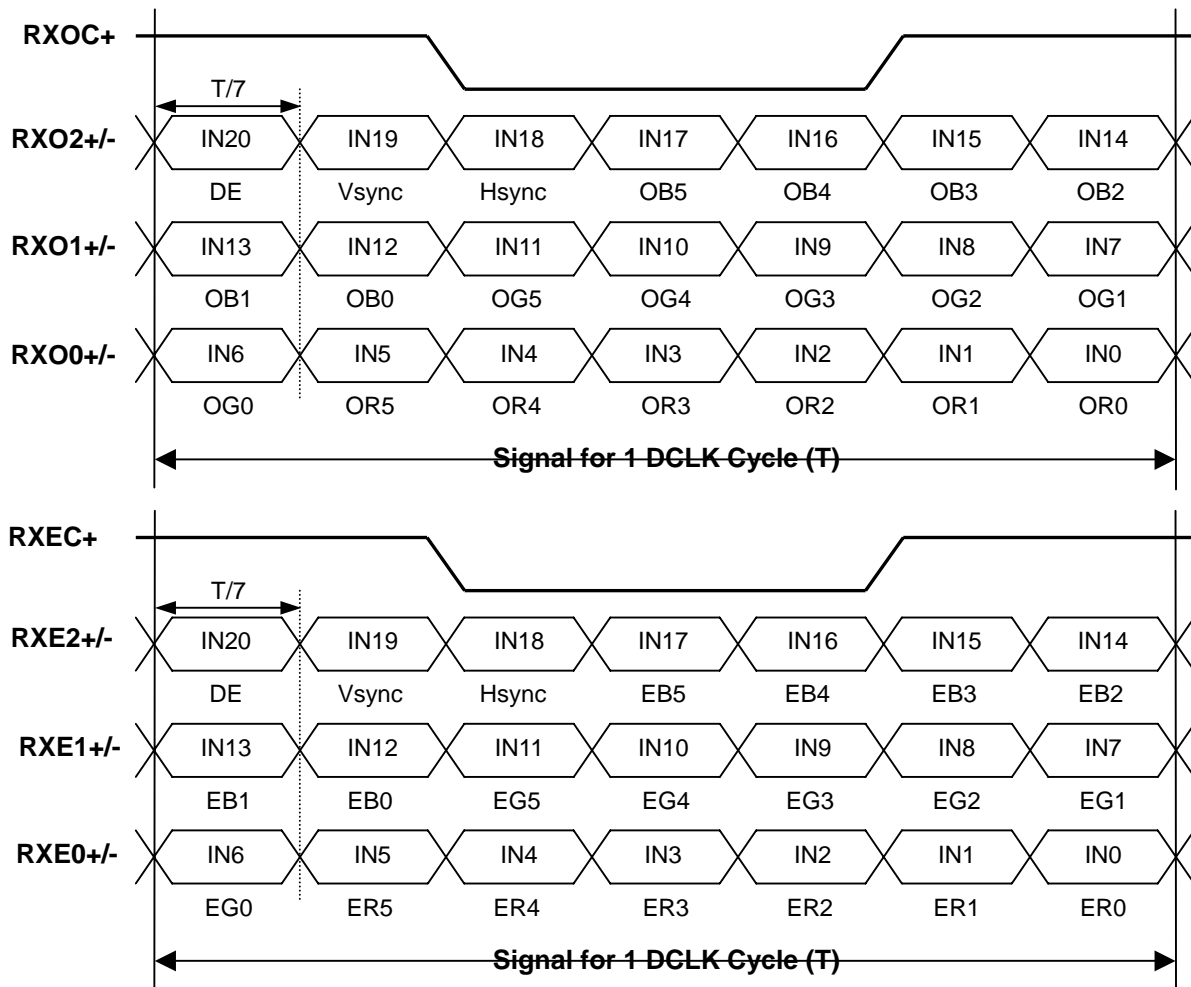 RXOC+
T/7
RXO2+/- IN20 IN19 IN18 IN17 IN16 IN15 IN14
DE Vsync Hsync OB5 OB4 OB3 OB2
RXO1+/- IN13 IN12 IN11 IN10 IN9 IN8 IN7
OB1 OB0 OG5 OG4 OG3 OG2 OG1
RXO0+/- IN6 IN5 IN4 IN3 IN2 IN1 IN0
OG0 OR5 OR4 OR3 OR2 OR1 OR0
Signal for 1 DCLK Cycle (T)
RXEC+
T/7
RXE2+/- IN20 IN19 IN18 IN17 IN16 IN15 IN14
DE Vsync Hsync EB5 EB4 EB3 EB2
RXE1+/- IN13 IN12 IN11 IN10 IN9 IN8 IN7
EB1 EB0 EG5 EG4 EG3 EG2 EG1
RXE0+/- IN6 IN5 IN4 IN3 IN2 IN1 IN0
EG0 ER5 ER4 ER3 ER2 ER1 ER0
Signal for 1 DCLK Cycle (T)